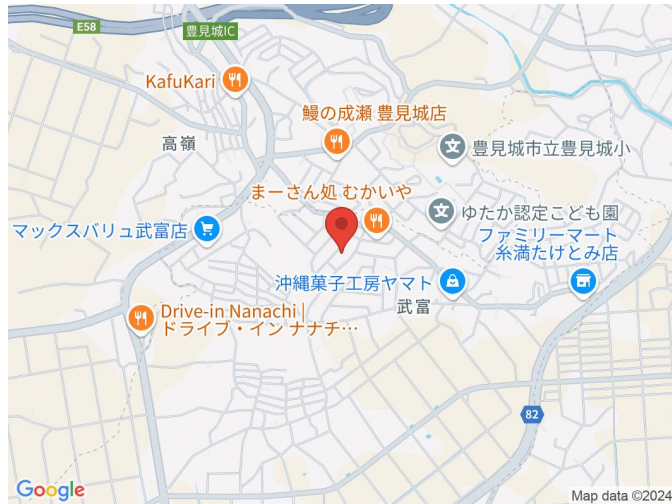 E58
豊見城IC
KafuKari
鰻の成瀬 豊見城店
高嶺
豊見城市立豊見城小
まーさん処 むかいや
ゆたか認定こども園
マックスバリュ武富店
ファミリーマート
糸満たけとみ店
沖縄菓子工房ヤマト
武富
Drive-in Nanachi |
ドライブ・イン ナナチ…
82
Google
Map data ©2024